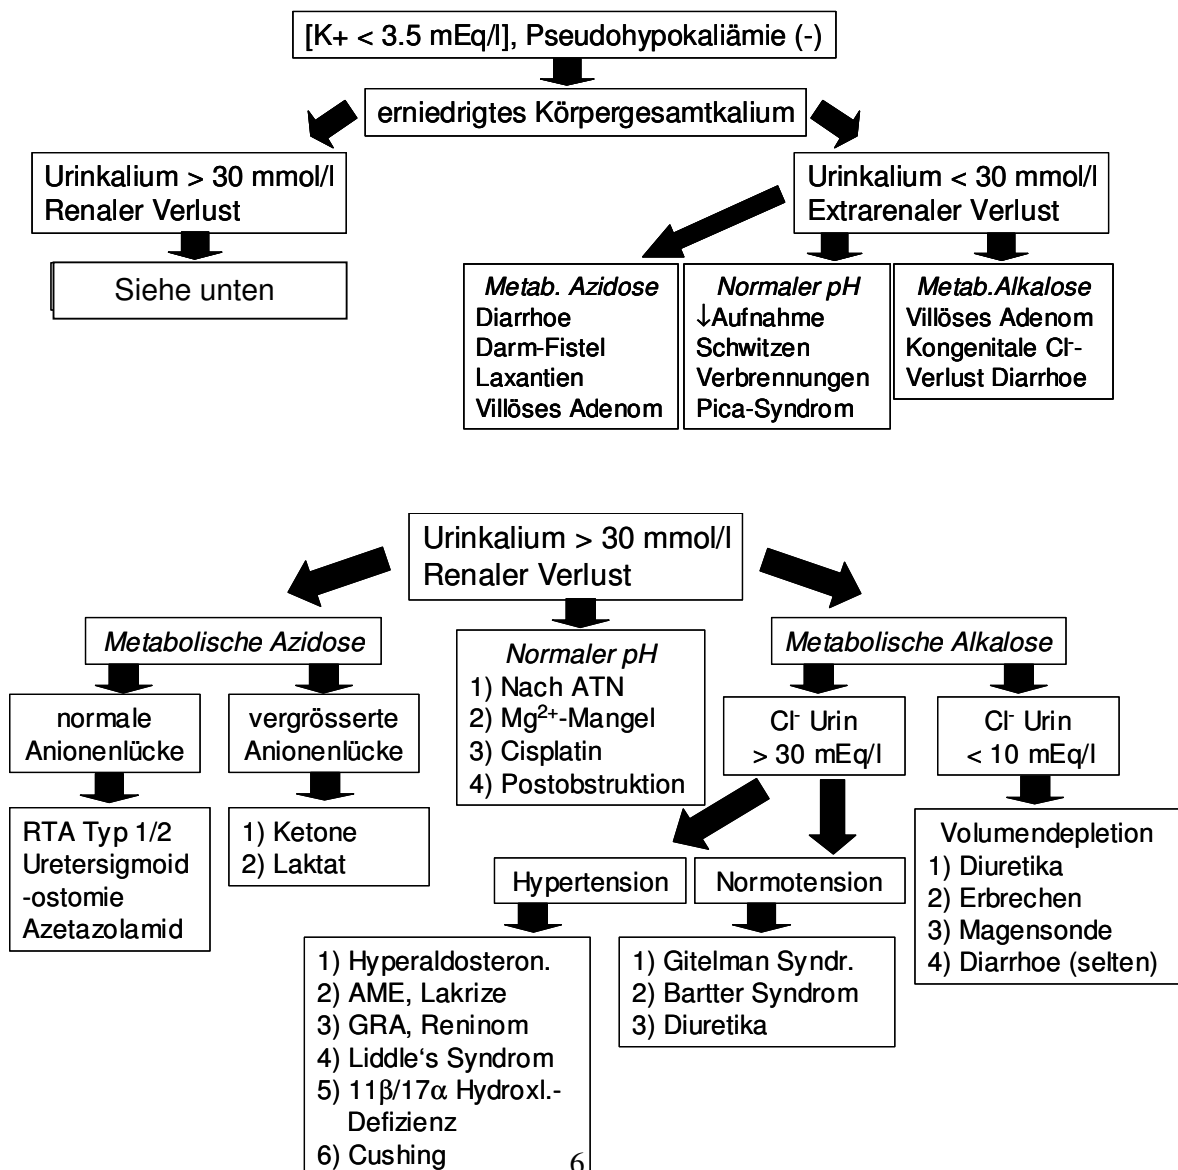 [K+ < 3.5 mEq/l], Pseudohypokaliämie (-)
erniedrigtes Körpergesamtkalium
Urinkalium > 30 mmol/l
Renaler Verlust
Siehe unten
Urinkalium < 30 mmol/l
Extrarenaler Verlust
Metab. Azidose
Diarrhoe
Darm-Fistel
Laxantien
Villöses Adenom
Normaler pH
↓Aufnahme
Schwitzen
Verbrennungen
Pica-Syndrom
Metab.Alkalose
Villöses Adenom
Kongenitale Cl⁻-
Verlust Diarrhoe
Urinkalium > 30 mmol/l
Renaler Verlust
Metabolische Azidose
normale
Anionenlücke
RTA Typ 1/2
Uretersigmoid
-ostomie
Azetazolamid
vergrösserte
Anionenlücke
1) Ketone
2) Laktat
Normaler pH
1) Nach ATN
2) Mg²⁺-Mangel
3) Cisplatin
4) Postobstruktion
Metabolische Alkalose
Cl⁻ Urin
> 30 mEq/l
Hypertension
1) Hyperaldosteron.
2) AME, Lakrize
3) GRA, Reninom
4) Liddle‘s Syndrom
5) 11β/17α Hydroxl.-
Defizienz
6) Cushing
Normotension
1) Gitelman Syndr.
2) Bartter Syndrom
3) Diuretika
Cl⁻ Urin
< 10 mEq/l
Volumendepletion
1) Diuretika
2) Erbrechen
3) Magensonde
4) Diarrhoe (selten)
6